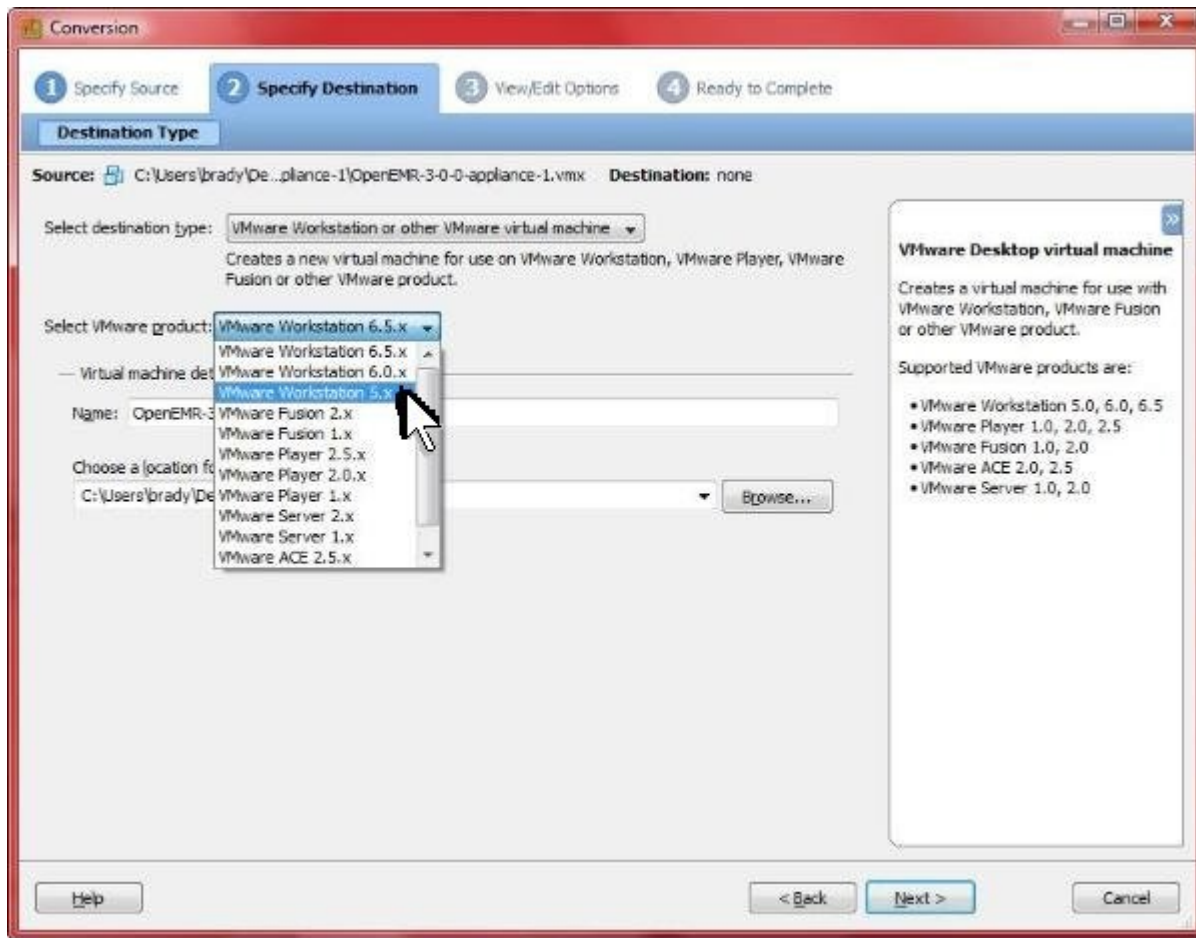 Conversion
1 Specify Source 2 Specify Destination 3 View/Edit Options 4 Ready to Complete
Destination Type
Source: C:\Users\brady\De...pliance-1\OpenEMR-3-0-0-appliance-1.vmx Destination: none
Select destination type: VMware Workstation or other VMware virtual machine
Creates a new virtual machine for use on VMware Workstation, VMware Player, VMware
Fusion or other VMware product.
Select VMware product: VMware Workstation 6.5.x
VMware Workstation 6.5.x
VMware Workstation 6.0.x
Virtual machine det
VMware Workstation 5.x
Name: OpenEMR-3
VMware Fusion 2.x
VMware Fusion 1.x
VMware Player 2.5.x
Choose a location fo
VMware Player 2.0.x
C:\Users\brady\De
VMware Player 1.x
Browse...
VMware Server 2.x
VMware Server 1.x
VMware ACE 2.5.x
VMware Desktop virtual machine
Creates a virtual machine for use with
VMware Workstation, VMware Fusion
or other VMware product.
Supported VMware products are:
• VMware Workstation 5.0, 6.0, 6.5
• VMware Player 1.0, 2.0, 2.5
• VMware Fusion 1.0, 2.0
• VMware ACE 2.0, 2.5
• VMware Server 1.0, 2.0
Help < Back Next > Cancel